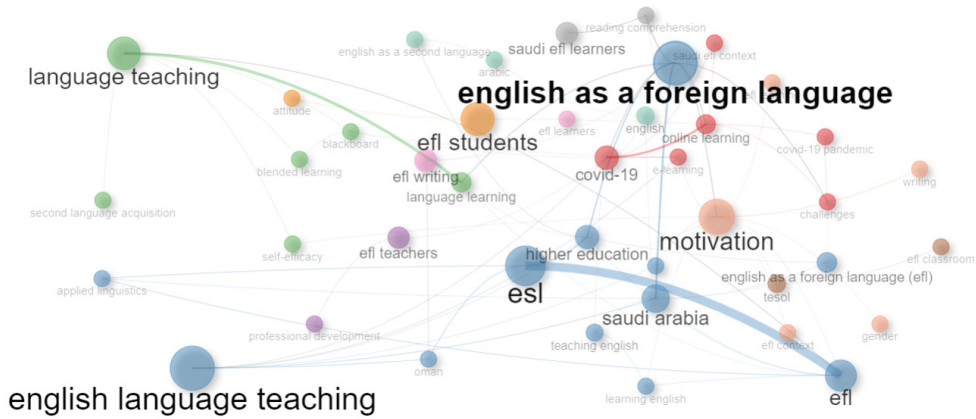 reading comprehension
saudi efl learners
english as a second language
saudi efl context
language teaching
arabic
english as a foreign language
attitude
efl learners
english
online learning
efl students
blackboard
covid-19 pandemic
blended learning
efl writing
covid-19
e-learning
writing
language learning
second language acquisition
challenges
motivation
efl teachers
higher education
self-efficacy
efl classroom
english as a foreign language (efl)
applied linguistics
esl
tesol
saudi arabia
professional development
teaching english
efl context
gender
oman
english language teaching
learning english
efl